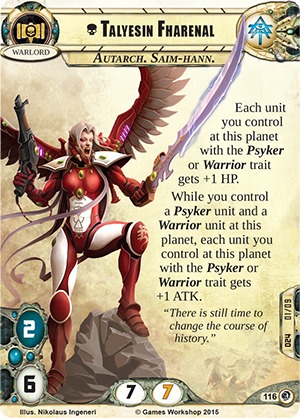 Talyesin Fharenal
WARLORD
Autarch. Saim-hann.
Each unit
you control
at this planet
with the Psyker
or Warrior trait
gets +1 HP.
While you control
a Psyker unit and a
Warrior unit at this
planet, each unit you
control at this planet
with the Psyker or
Warrior trait gets
+1 ATK.
"There is still time to
change the course of
history."
2
6
7
7
024
01/09
116
Illus. Nikolaus Ingeneri
© Games Workshop 2015